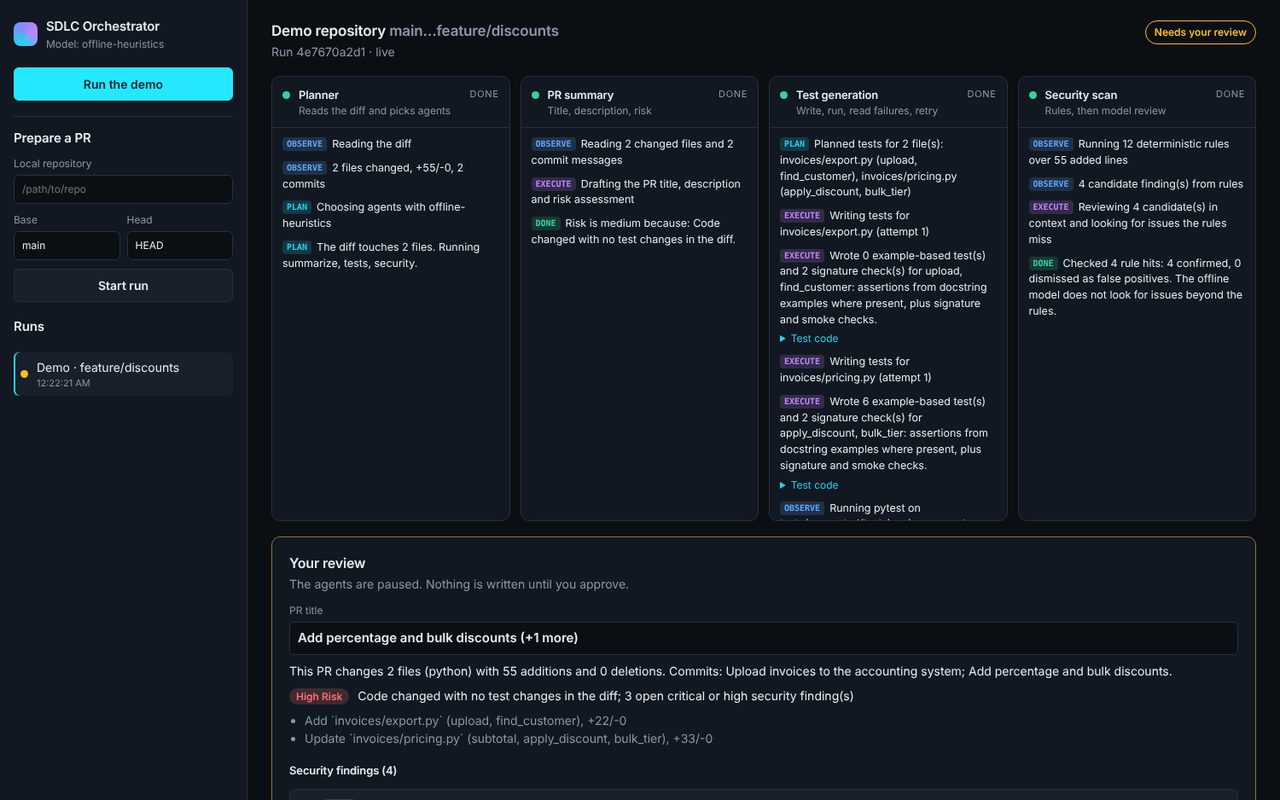 SDLC Orchestrator
Model: offline-heuristics
Run the demo
Prepare a PR
Local repository
/path/to/repo
Base
Head
main
HEAD
Start run
Runs
Demo · feature/discounts
12:22:21 AM
Demo repository main…feature/discounts
Run 4e7670a2d1 · live
Needs your review
Planner
DONE
Reads the diff and picks agents
OBSERVE Reading the diff
OBSERVE 2 files changed, +55/-0, 2
commits
PLAN Choosing agents with offline-
heuristics
PLAN The diff touches 2 files. Running
summarize, tests, security.
PR summary
DONE
Title, description, risk
OBSERVE Reading 2 changed files and 2
commit messages
EXECUTE Drafting the PR title, description
and risk assessment
DONE Risk is medium because: Code
changed with no test changes in the diff.
Test generation
DONE
Write, run, read failures, retry
PLAN Planned tests for 2 file(s):
invoices/export.py (upload,
find_customer), invoices/pricing.py
(apply_discount, bulk_tier)
EXECUTE Writing tests for
invoices/export.py (attempt 1)
EXECUTE Wrote 0 example-based test(s)
and 2 signature check(s) for upload,
find_customer: assertions from docstring
examples where present, plus signature
and smoke checks.
Test code
EXECUTE Writing tests for
invoices/pricing.py (attempt 1)
EXECUTE Wrote 6 example-based test(s)
and 2 signature check(s) for
apply_discount, bulk_tier: assertions from
docstring examples where present, plus
signature and smoke checks.
Test code
OBSERVE Running pytest on
Security scan
DONE
Rules, then model review
OBSERVE Running 12 deterministic rules
over 55 added lines
OBSERVE 4 candidate finding(s) from rules
EXECUTE Reviewing 4 candidate(s) in
context and looking for issues the rules
miss
DONE Checked 4 rule hits: 4 confirmed, 0
dismissed as false positives. The offline
model does not look for issues beyond the
rules.
Your review
The agents are paused. Nothing is written until you approve.
PR title
Add percentage and bulk discounts (+1 more)
This PR changes 2 files (python) with 55 additions and 0 deletions. Commits: Upload invoices to the accounting system; Add percentage and bulk discounts.
High Risk Code changed with no test changes in the diff; 3 open critical or high security finding(s)
• Add `invoices/export.py` (upload, find_customer), +22/-0
• Update `invoices/pricing.py` (subtotal, apply_discount, bulk_tier), +33/-0
Security findings (4)